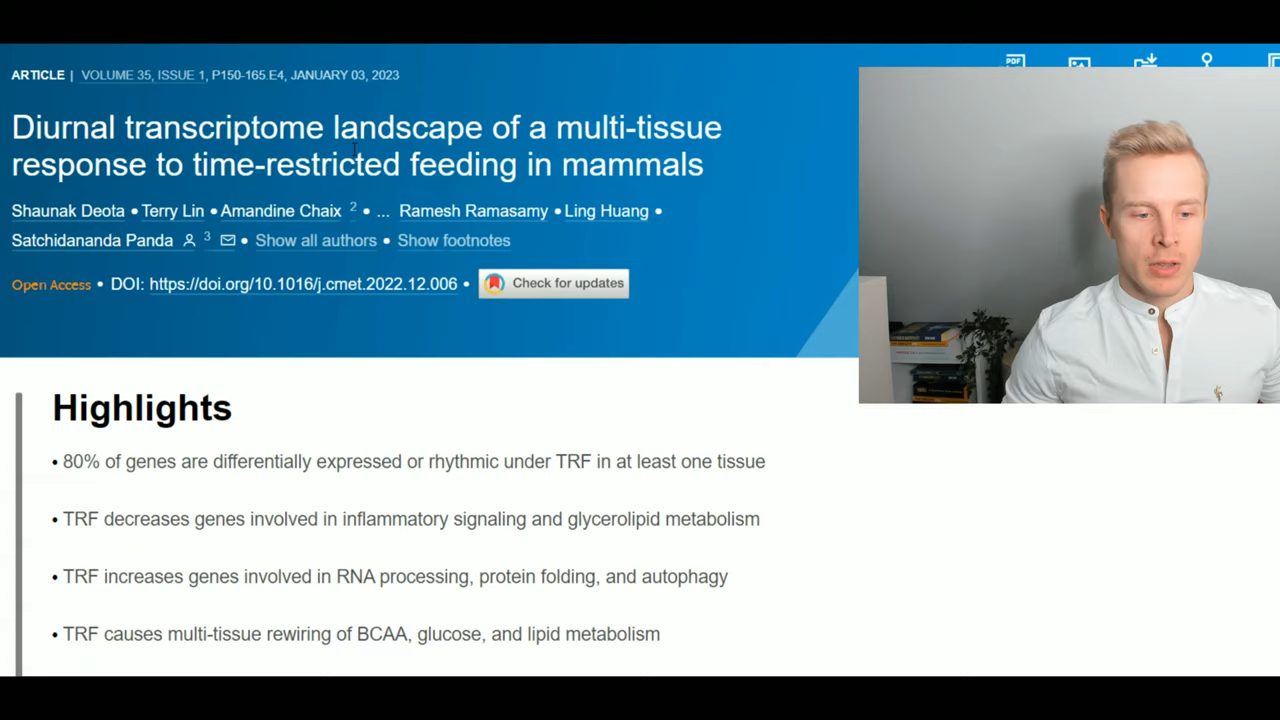 ARTICLE | VOLUME 35, ISSUE 1, P150-165.E4, JANUARY 03, 2023
PDF
Diurnal transcriptome landscape of a multi-tissue
response to time-restricted feeding in mammals
Shaunak Deota • Terry Lin • Amandine Chaix 2 • ... Ramesh Ramasamy • Ling Huang •
Satchidananda Panda 3 • Show all authors • Show footnotes
Open Access • DOI: https://doi.org/10.1016/j.cmet.2022.12.006 • Check for updates
Highlights
• 80% of genes are differentially expressed or rhythmic under TRF in at least one tissue
• TRF decreases genes involved in inflammatory signaling and glycerolipid metabolism
• TRF increases genes involved in RNA processing, protein folding, and autophagy
• TRF causes multi-tissue rewiring of BCAA, glucose, and lipid metabolism